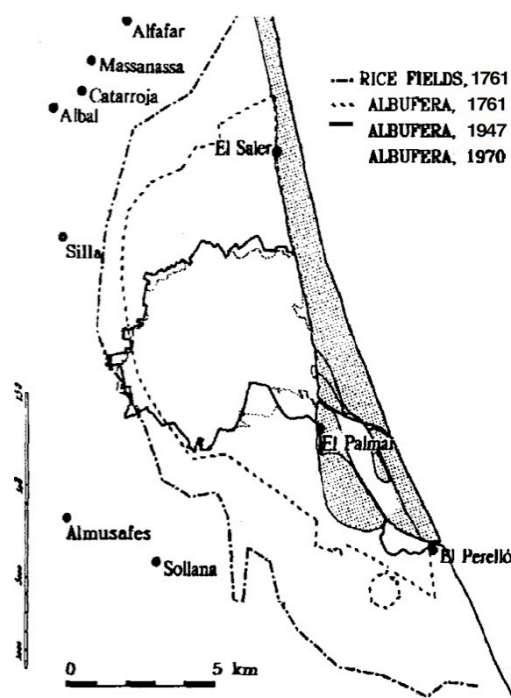 Alfafar
Massanassa
Catarroja
Albal
RICE FIELDS, 1761
ALBUFERA, 1761
ALBUFERA, 1947
ALBUFERA, 1970
El Saler
Silla
El Palmar
Almusafes
Sollana
El Perelló
0 5 km